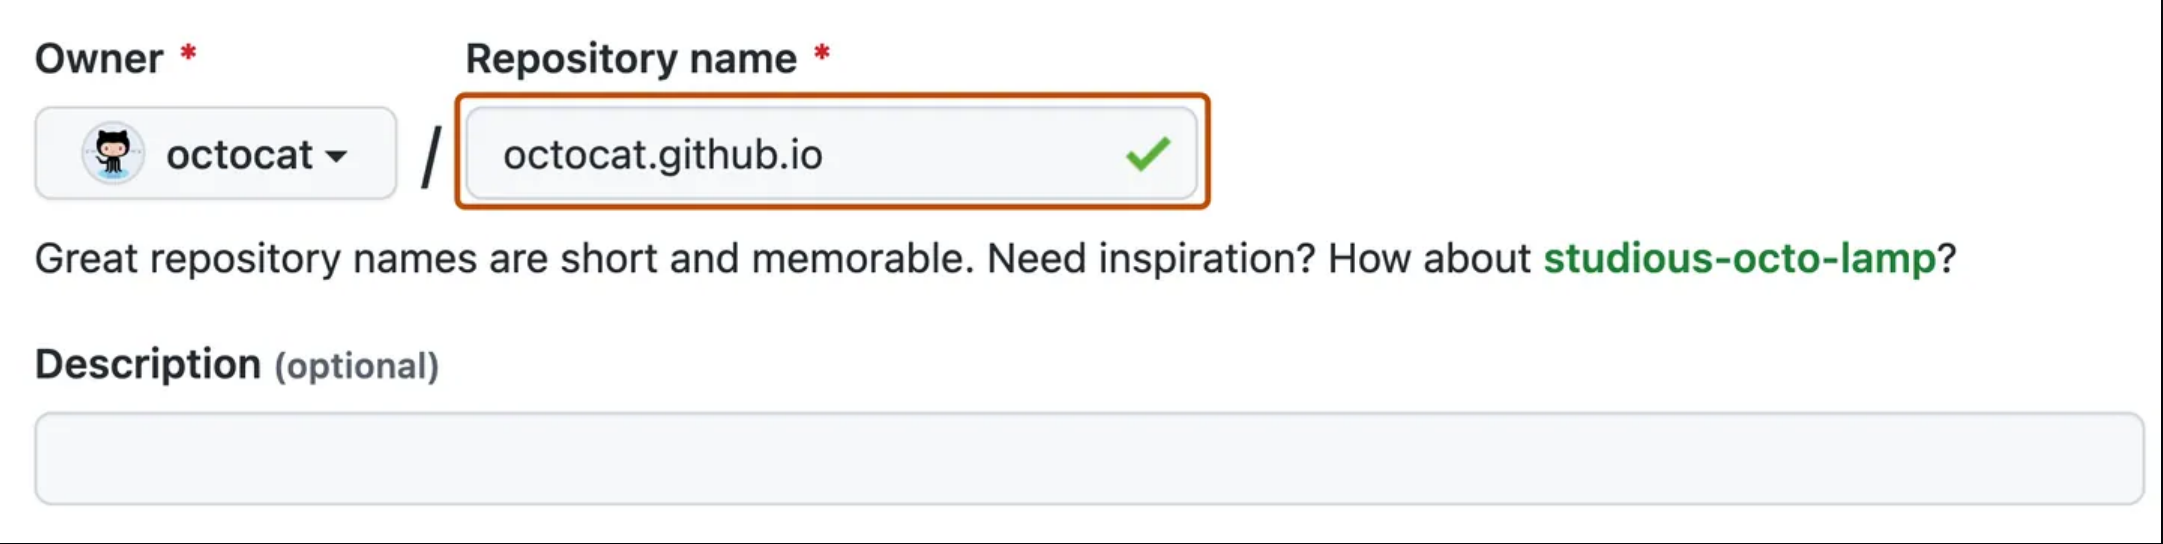 Owner * Repository name *
octocat / octocat.github.io
Great repository names are short and memorable. Need inspiration? How about studious-octo-lamp?
Description (optional)